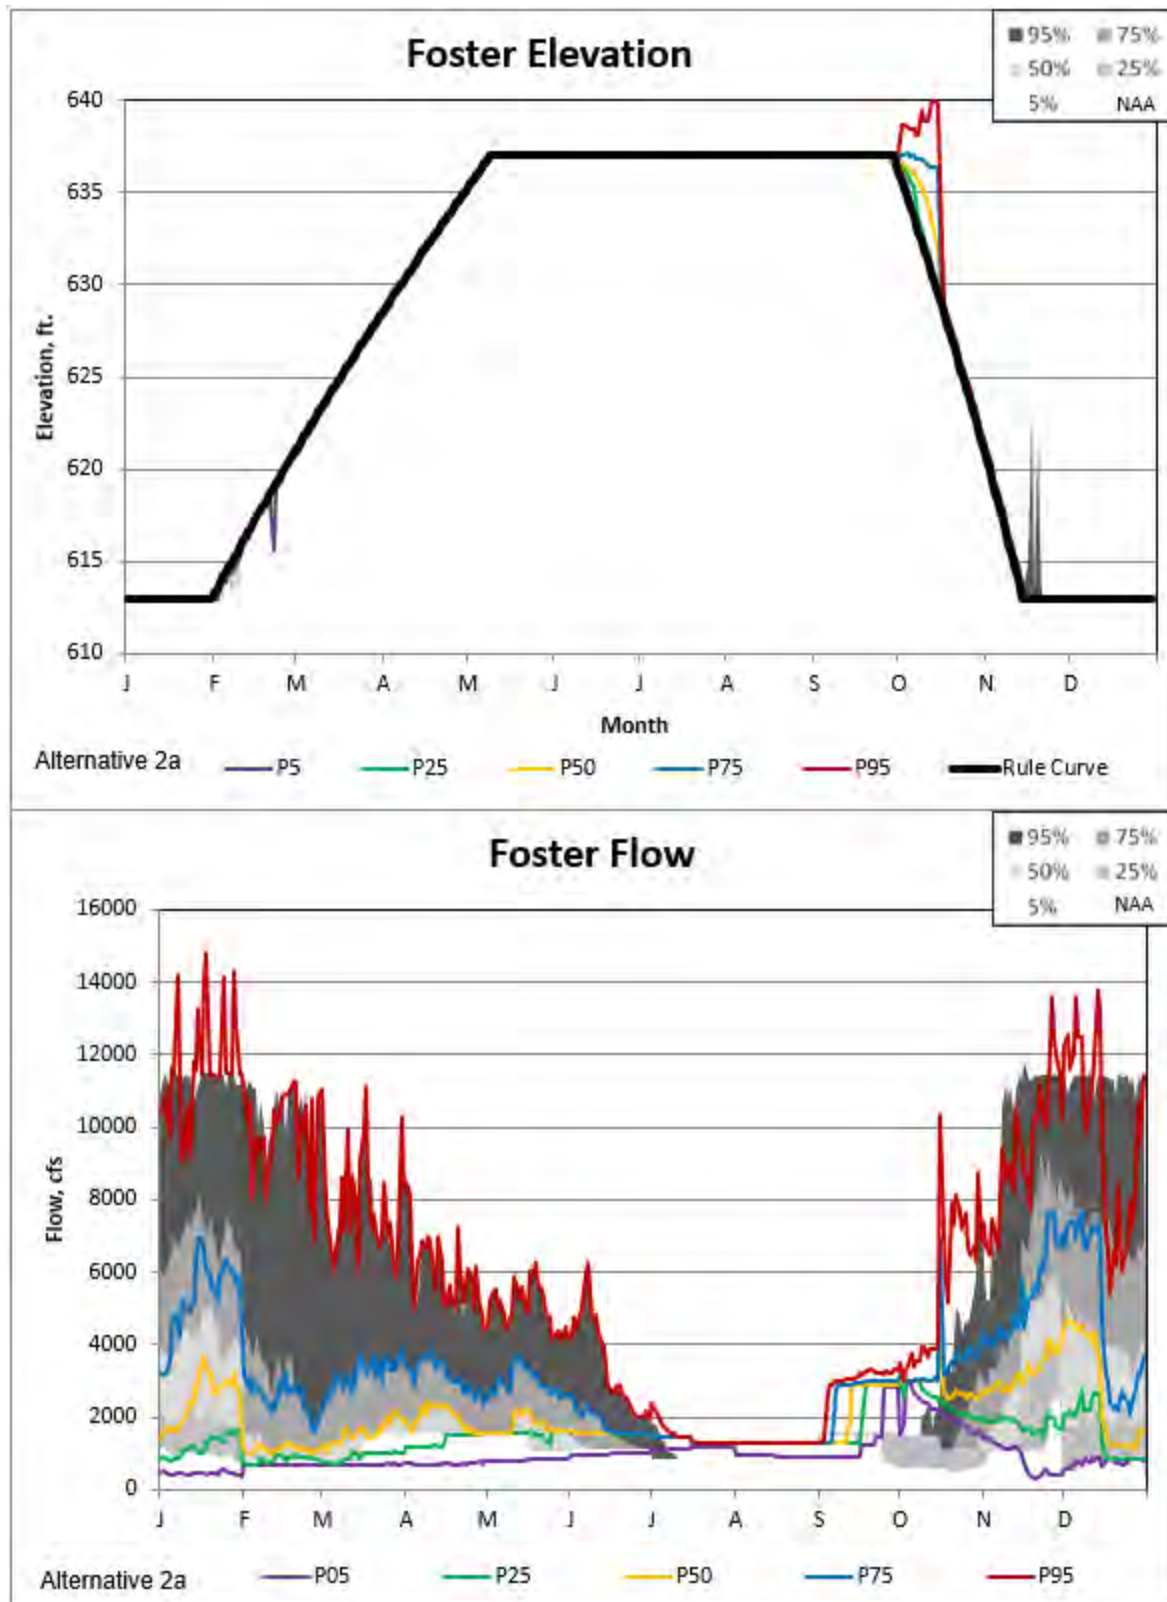 Foster Elevation
95% 75%
50% 25%
5% NAA
640
635
630
625
620
615
610
Elevation, ft.
J F M A M J J A S O N D
Month
Alternative 2a P5 P25 P50 P75 P95 Rule Curve
Foster Flow
95% 75%
50% 25%
5% NAA
16000
14000
12000
10000
8000
6000
4000
2000
0
Flow, cfs
J F M A M J J A S O N D
Alternative 2a P05 P25 P50 P75 P95